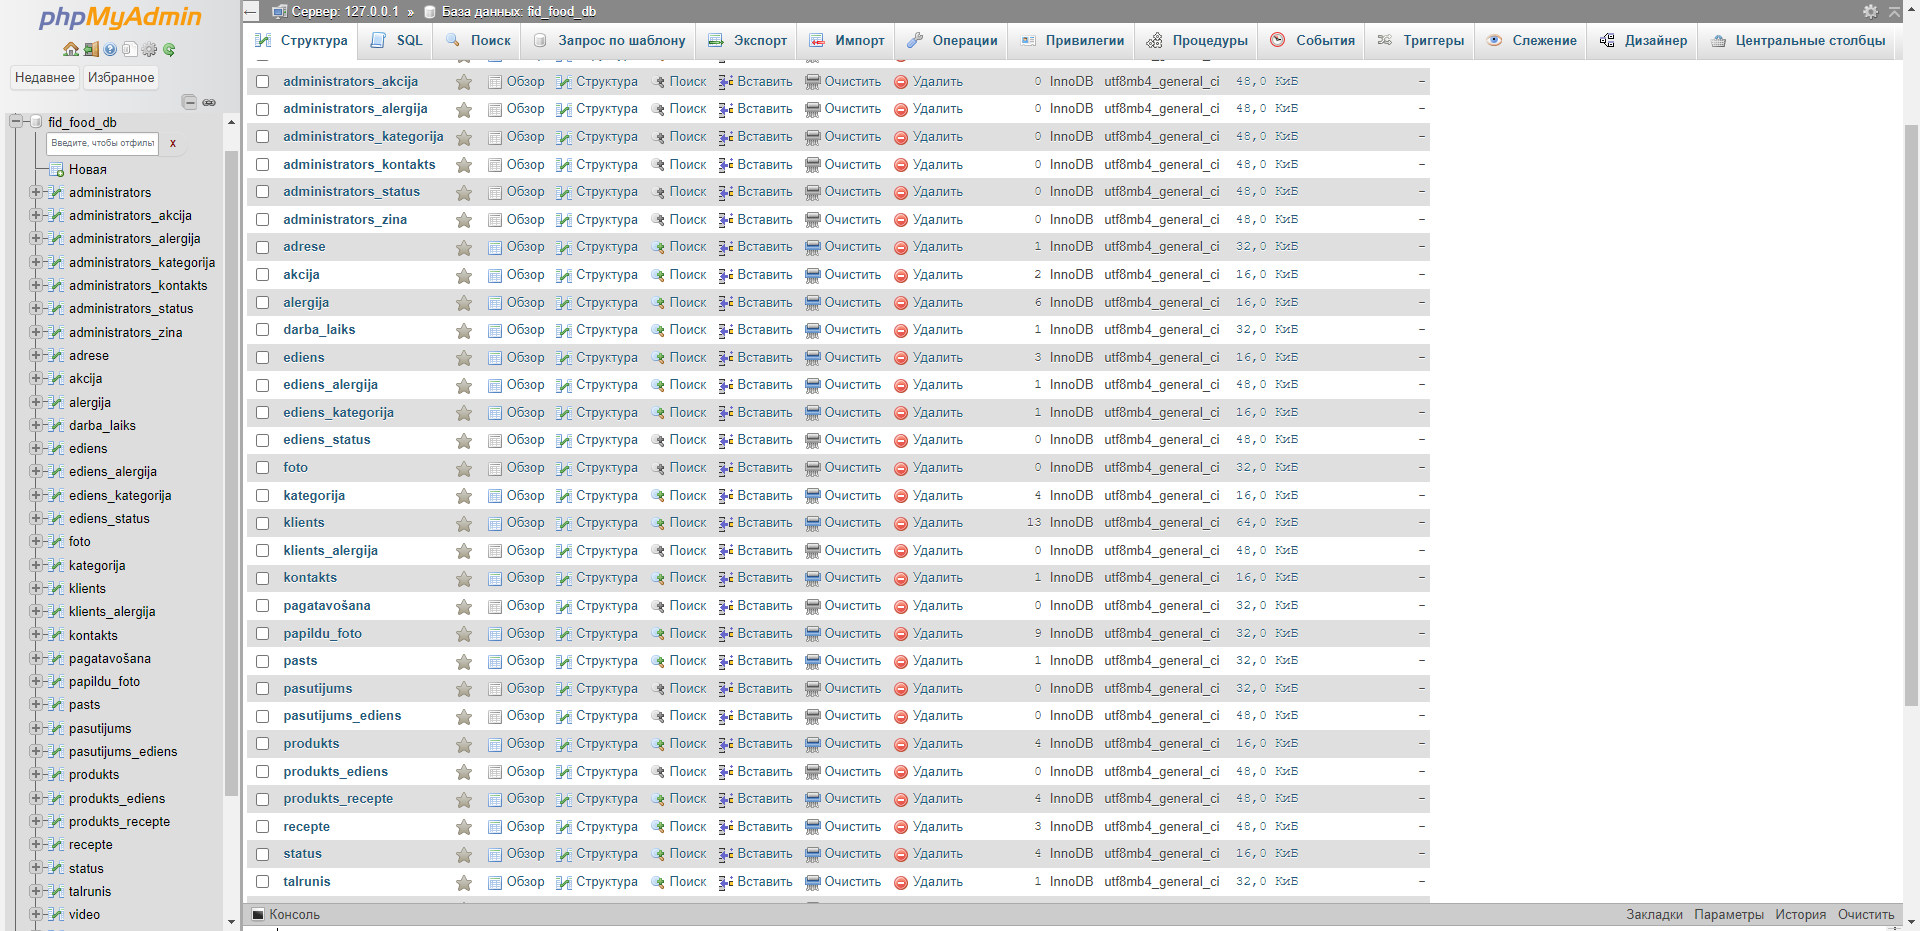 phpMyAdmin
Недавнее Избранное
fid_food_db
Введите, чтобы отфиль x
Новая
administrators
administrators_akcija
administrators_alergija
administrators_kategorija
administrators_kontakts
administrators_status
administrators_zina
adrese
akcija
alergija
darba_laiks
ediens
ediens_alergija
ediens_kategorija
ediens_status
foto
kategorija
klients
klients_alergija
kontakts
pagatavošana
papildu_foto
pasts
pasutijums
pasutijums_ediens
produkts
produkts_ediens
produkts_recepte
recepte
status
talrunis
video
Сервер: 127.0.0.1 » База данных: fid_food_db
Структура SQL Поиск Запрос по шаблону Экспорт Импорт Операции Привилегии Процедуры События Триггеры Слежение Дизайнер Центральные столбцы
administrators_akcija Обзор Структура Поиск Вставить Очистить Удалить 0 InnoDB utf8mb4_general_ci 48,0 КиБ –
administrators_alergija Обзор Структура Поиск Вставить Очистить Удалить 0 InnoDB utf8mb4_general_ci 48,0 КиБ –
administrators_kategorija Обзор Структура Поиск Вставить Очистить Удалить 0 InnoDB utf8mb4_general_ci 48,0 КиБ –
administrators_kontakts Обзор Структура Поиск Вставить Очистить Удалить 0 InnoDB utf8mb4_general_ci 48,0 КиБ –
administrators_status Обзор Структура Поиск Вставить Очистить Удалить 0 InnoDB utf8mb4_general_ci 48,0 КиБ –
administrators_zina Обзор Структура Поиск Вставить Очистить Удалить 0 InnoDB utf8mb4_general_ci 48,0 КиБ –
adrese Обзор Структура Поиск Вставить Очистить Удалить 1 InnoDB utf8mb4_general_ci 32,0 КиБ –
akcija Обзор Структура Поиск Вставить Очистить Удалить 2 InnoDB utf8mb4_general_ci 16,0 КиБ –
alergija Обзор Структура Поиск Вставить Очистить Удалить 6 InnoDB utf8mb4_general_ci 16,0 КиБ –
darba_laiks Обзор Структура Поиск Вставить Очистить Удалить 1 InnoDB utf8mb4_general_ci 32,0 КиБ –
ediens Обзор Структура Поиск Вставить Очистить Удалить 3 InnoDB utf8mb4_general_ci 16,0 КиБ –
ediens_alergija Обзор Структура Поиск Вставить Очистить Удалить 1 InnoDB utf8mb4_general_ci 48,0 КиБ –
ediens_kategorija Обзор Структура Поиск Вставить Очистить Удалить 1 InnoDB utf8mb4_general_ci 16,0 КиБ –
ediens_status Обзор Структура Поиск Вставить Очистить Удалить 0 InnoDB utf8mb4_general_ci 48,0 КиБ –
foto Обзор Структура Поиск Вставить Очистить Удалить 0 InnoDB utf8mb4_general_ci 32,0 КиБ –
kategorija Обзор Структура Поиск Вставить Очистить Удалить 4 InnoDB utf8mb4_general_ci 16,0 КиБ –
klients Обзор Структура Поиск Вставить Очистить Удалить 13 InnoDB utf8mb4_general_ci 64,0 КиБ –
klients_alergija Обзор Структура Поиск Вставить Очистить Удалить 0 InnoDB utf8mb4_general_ci 48,0 КиБ –
kontakts Обзор Структура Поиск Вставить Очистить Удалить 1 InnoDB utf8mb4_general_ci 16,0 КиБ –
pagatavošana Обзор Структура Поиск Вставить Очистить Удалить 0 InnoDB utf8mb4_general_ci 32,0 КиБ –
papildu_foto Обзор Структура Поиск Вставить Очистить Удалить 9 InnoDB utf8mb4_general_ci 32,0 КиБ –
pasts Обзор Структура Поиск Вставить Очистить Удалить 1 InnoDB utf8mb4_general_ci 32,0 КиБ –
pasutijums Обзор Структура Поиск Вставить Очистить Удалить 0 InnoDB utf8mb4_general_ci 32,0 КиБ –
pasutijums_ediens Обзор Структура Поиск Вставить Очистить Удалить 0 InnoDB utf8mb4_general_ci 48,0 КиБ –
produkts Обзор Структура Поиск Вставить Очистить Удалить 4 InnoDB utf8mb4_general_ci 16,0 КиБ –
produkts_ediens Обзор Структура Поиск Вставить Очистить Удалить 0 InnoDB utf8mb4_general_ci 48,0 КиБ –
produkts_recepte Обзор Структура Поиск Вставить Очистить Удалить 4 InnoDB utf8mb4_general_ci 48,0 КиБ –
recepte Обзор Структура Поиск Вставить Очистить Удалить 3 InnoDB utf8mb4_general_ci 48,0 КиБ –
status Обзор Структура Поиск Вставить Очистить Удалить 4 InnoDB utf8mb4_general_ci 16,0 КиБ –
talrunis Обзор Структура Поиск Вставить Очистить Удалить 1 InnoDB utf8mb4_general_ci 32,0 КиБ –
Консоль Закладки Параметры История Очистить